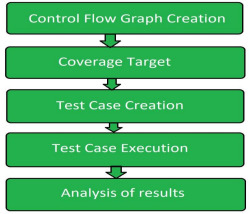 Control Flow Graph Creation
Coverage Target
Test Case Creation
Test Case Execution
Analysis of results